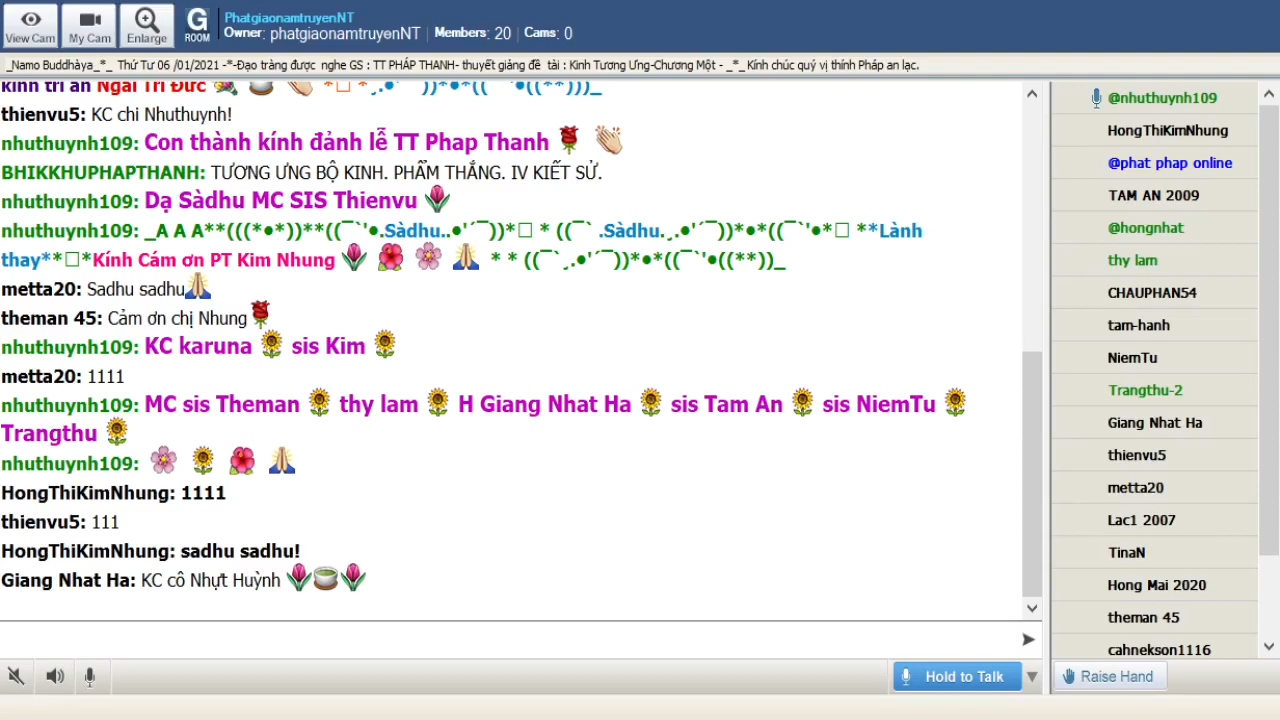 View Cam
My Cam
Enlarge
G
ROOM
PhatgiaonamtruyenNT
Owner: phatgiaonamtruyenNT | Members: 20 | Cams: 0
_Namo Buddhàya_*_ Thứ Tư 06 /01/2021 -*-Đạo tràng được nghe GS : TT PHÁP THANH- thuyết giảng đề tài : Kinh Tương Ưng-Chương Một - _*_Kính chúc quý vị thính Pháp an lạc.
kính tri ân Ngài Trí Đức
thienvu5: KC chi Nhuthuynh!
nhuthuynh109: Con thành kính đảnh lễ TT Phap Thanh
BHIKKHUPHAPTHANH: TƯƠNG ƯNG BỘ KINH. PHẨM THẮNG. IV KIẾT SỬ.
nhuthuynh109: Dạ Sàdhu MC SIS Thienvu
nhuthuynh109: _A A A**(((*•*))**((¯`'•.Sàdhu..•'´¯))*□ * ((¯` .Sàdhu.¸.•'´¯))*•*((¯`'•*□ **Lành
thay**□*Kính Cám ơn PT Kim Nhung * * ((¯`¸.•'´¯))*•*((¯`'•((**))_
metta20: Sadhu sadhu
theman 45: Cảm ơn chị Nhung
nhuthuynh109: KC karuna sis Kim
metta20: 1111
nhuthuynh109: MC sis Theman thy lam H Giang Nhat Ha sis Tam An sis NiemTu
Trangthu
nhuthuynh109:
HongThiKimNhung: 1111
thienvu5: 111
HongThiKimNhung: sadhu sadhu!
Giang Nhat Ha: KC cô Nhựt Huỳnh
Hold to Talk
@nhuthuynh109
HongThiKimNhung
@phat phap online
TAM AN 2009
@hongnhat
thy lam
CHAUPHAN54
tam-hanh
NiemTu
Trangthu-2
Giang Nhat Ha
thienvu5
metta20
Lac1 2007
TinaN
Hong Mai 2020
theman 45
cahnekson1116
Raise Hand